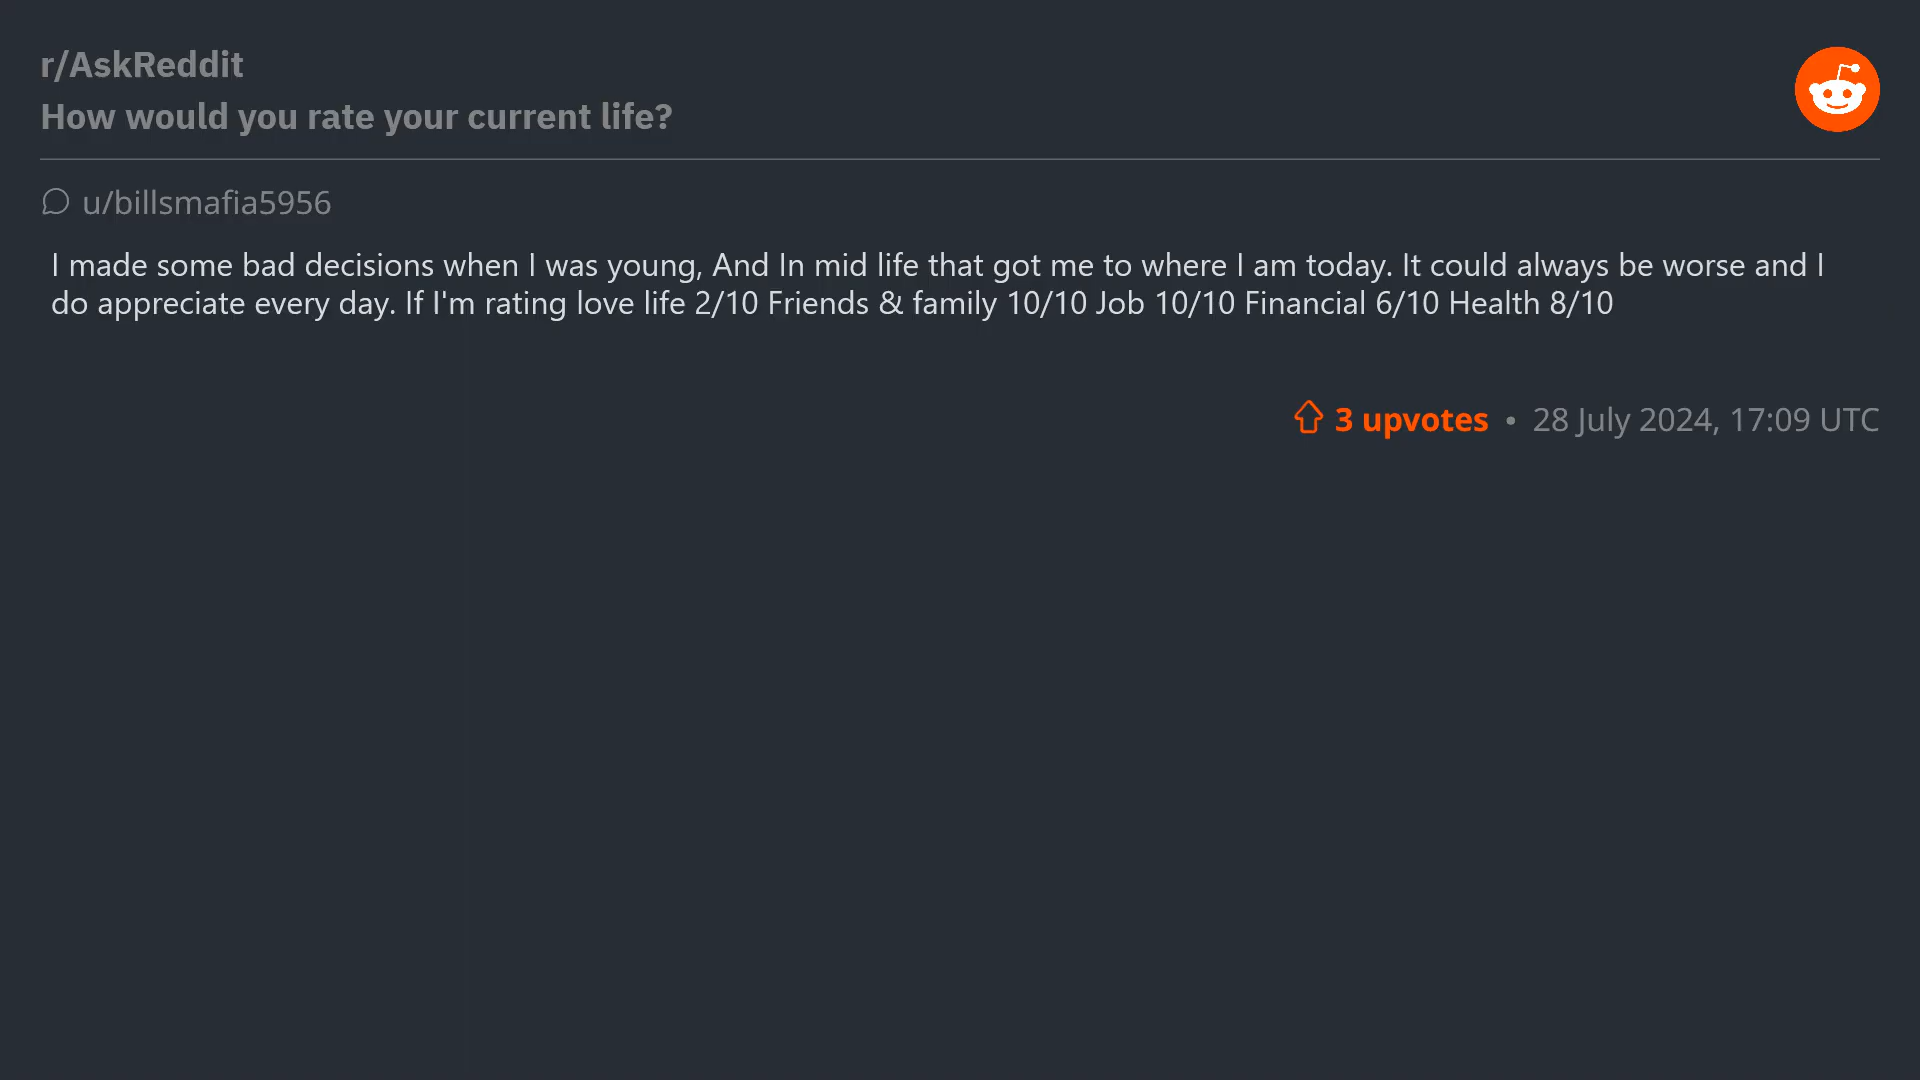 r/AskReddit
How would you rate your current life?
u/billsmafia5956
I made some bad decisions when I was young, And In mid life that got me to where I am today. It could always be worse and I
do appreciate every day. If I'm rating love life 2/10 Friends & family 10/10 Job 10/10 Financial 6/10 Health 8/10
3 upvotes • 28 July 2024, 17:09 UTC